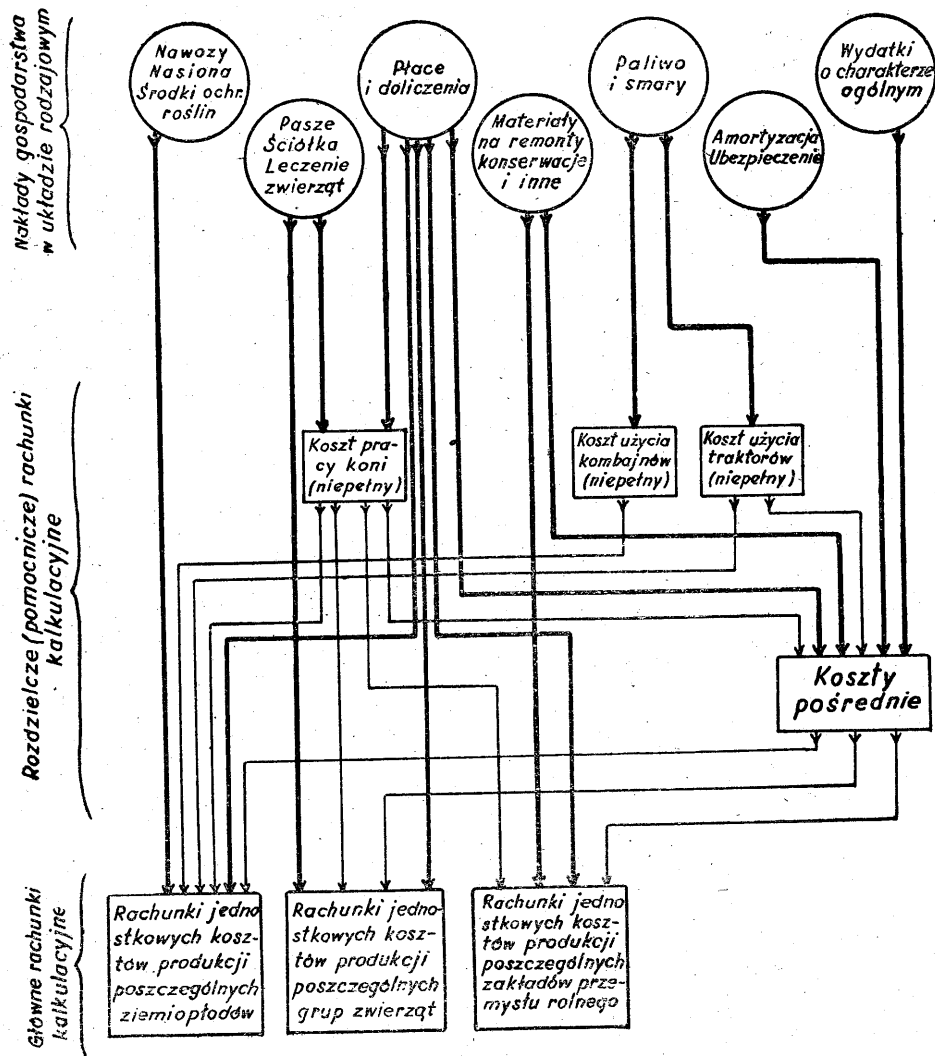 Nakłady gospodarstwa
w układzie rodzajowym
Nawozy
Nasiona
Środki ochr.
roślin
Pasze
Ściółka
Leczenie
zwierząt
Płace
i doliczenia
Materiały
na remonty
konserwacje
i inne
Paliwo
i smary
Amortyzacja
Ubezpieczenie
Wydatki
o charakterze
ogólnym
Rozdzielcze (pomocnicze) rachunki
kalkulacyjne
Koszt pra-
cy koni
(niepełny)
Koszt użycia
kombajnów
(niepełny)
Koszt użycia
traktorów
(niepełny)
Koszty
pośrednie
Główne rachunki
kalkulacyjne
Rachunki jedno
stkowych kosz-
tów produkcji
poszczególnych
ziemiopłodów
Rachunki jedno-
stkowych kosz-
tów produkcji
poszczególnych
grup zwierząt
Rachunki jedno
stkowych kosz-
tów produkcji
poszczególnych
zakładów prze-
mysłu rolnego